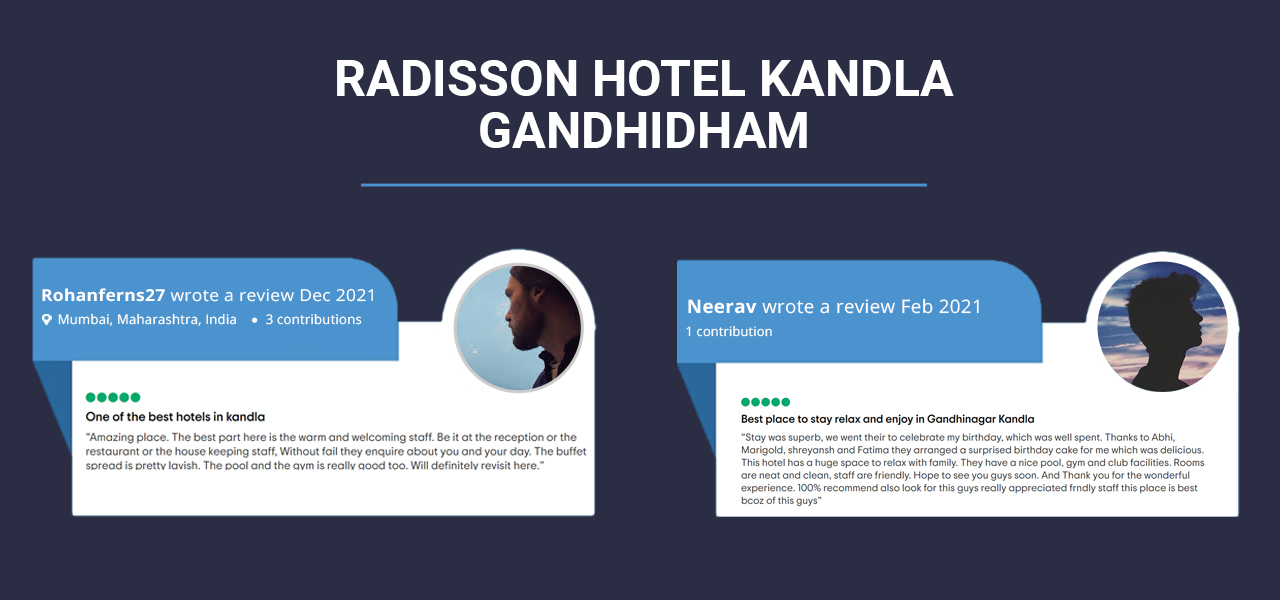 RADISSON HOTEL KANDLA
GANDHIDHAM
Rohanferns27 wrote a review Dec 2021
Mumbai, Maharashtra, India • 3 contributions
One of the best hotels in kandla
“Amazing place. The best part here is the warm and welcoming staff. Be it at the reception or the
restaurant or the house keeping staff, Without fail they enquire about you and your day. The buffet
spread is pretty lavish. The pool and the gym is really good too. Will definitely revisit here.”
Neerav wrote a review Feb 2021
1 contribution
Best place to stay relax and enjoy in Gandhinagar Kandla
“Stay was superb, we went their to celebrate my birthday, which was well spent. Thanks to Abhi,
Marigold, shreyansh and Fatima they arranged a surprised birthday cake for me which was delicious.
This hotel has a huge space to relax with family. They have a nice pool, gym and club facilities. Rooms
are neat and clean, staff are friendly. Hope to see you guys soon. And Thank you for the wonderful
experience. 100% recommend also look for this guys really appreciated frndly staff this place is best
bcoz of this guys”